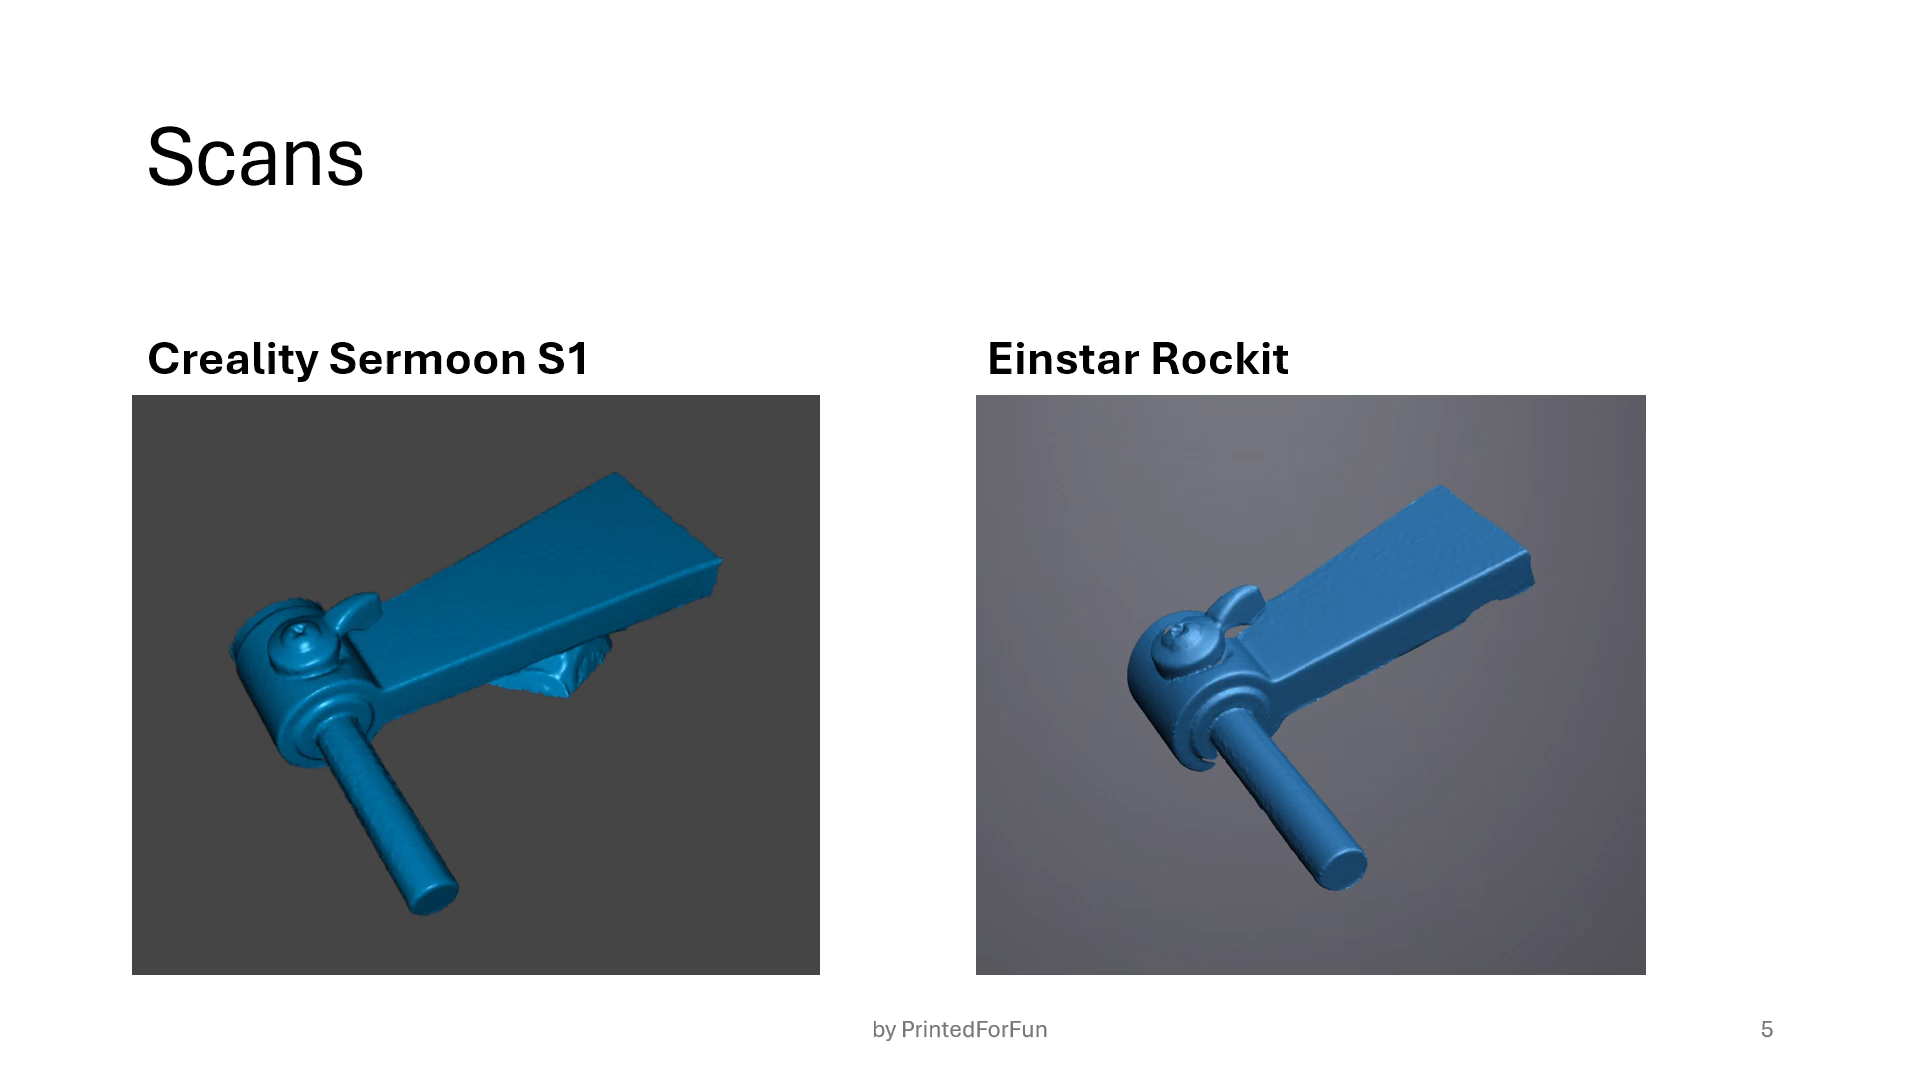 Scans
Creality Sermoon S1
Einstar Rockit
by PrintedForFun
5